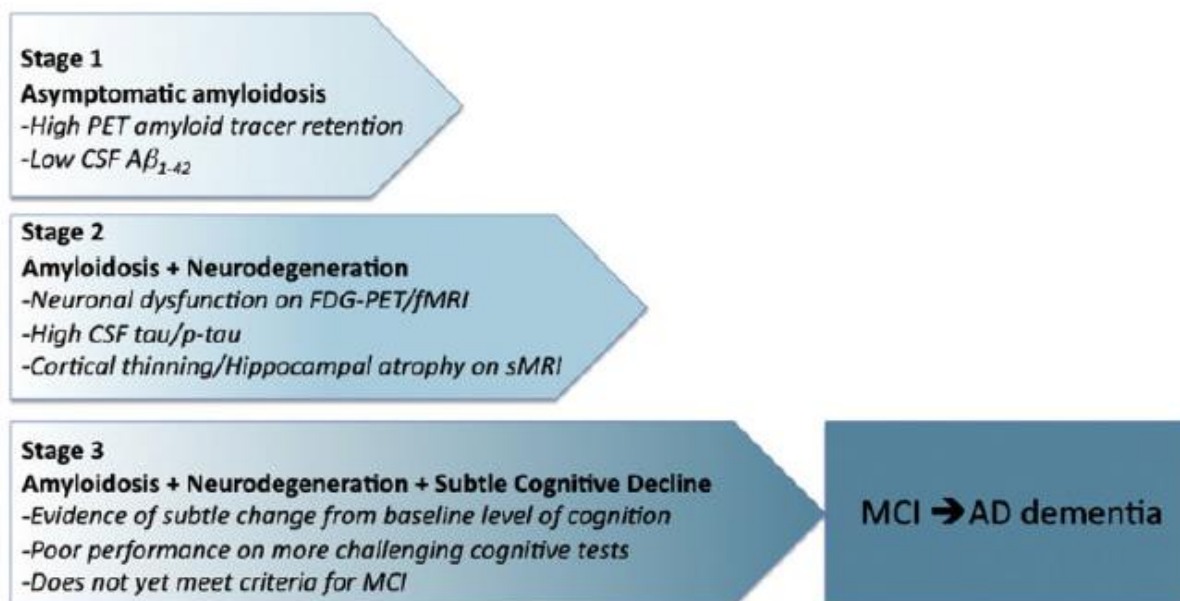 Stage 1
Asymptomatic amyloidosis
-High PET amyloid tracer retention
-Low CSF Aβ1-42
Stage 2
Amyloidosis + Neurodegeneration
-Neuronal dysfunction on FDG-PET/fMRI
-High CSF tau/p-tau
-Cortical thinning/Hippocampal atrophy on sMRI
Stage 3
Amyloidosis + Neurodegeneration + Subtle Cognitive Decline
-Evidence of subtle change from baseline level of cognition
-Poor performance on more challenging cognitive tests
-Does not yet meet criteria for MCI
MCI ➔ AD dementia